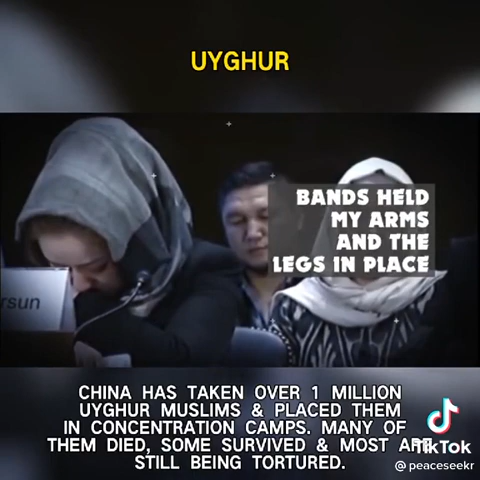 UYGHUR
BANDS HELD
MY ARMS
AND THE
LEGS IN PLACE
rsun
CHINA HAS TAKEN OVER 1 MILLION
UYGHUR MUSLIMS & PLACED THEM
IN CONCENTRATION CAMPS. MANY OF
THEM DIED, SOME SURVIVED & MOST ARE
STILL BEING TORTURED.
TikTok
@ peaceseekr